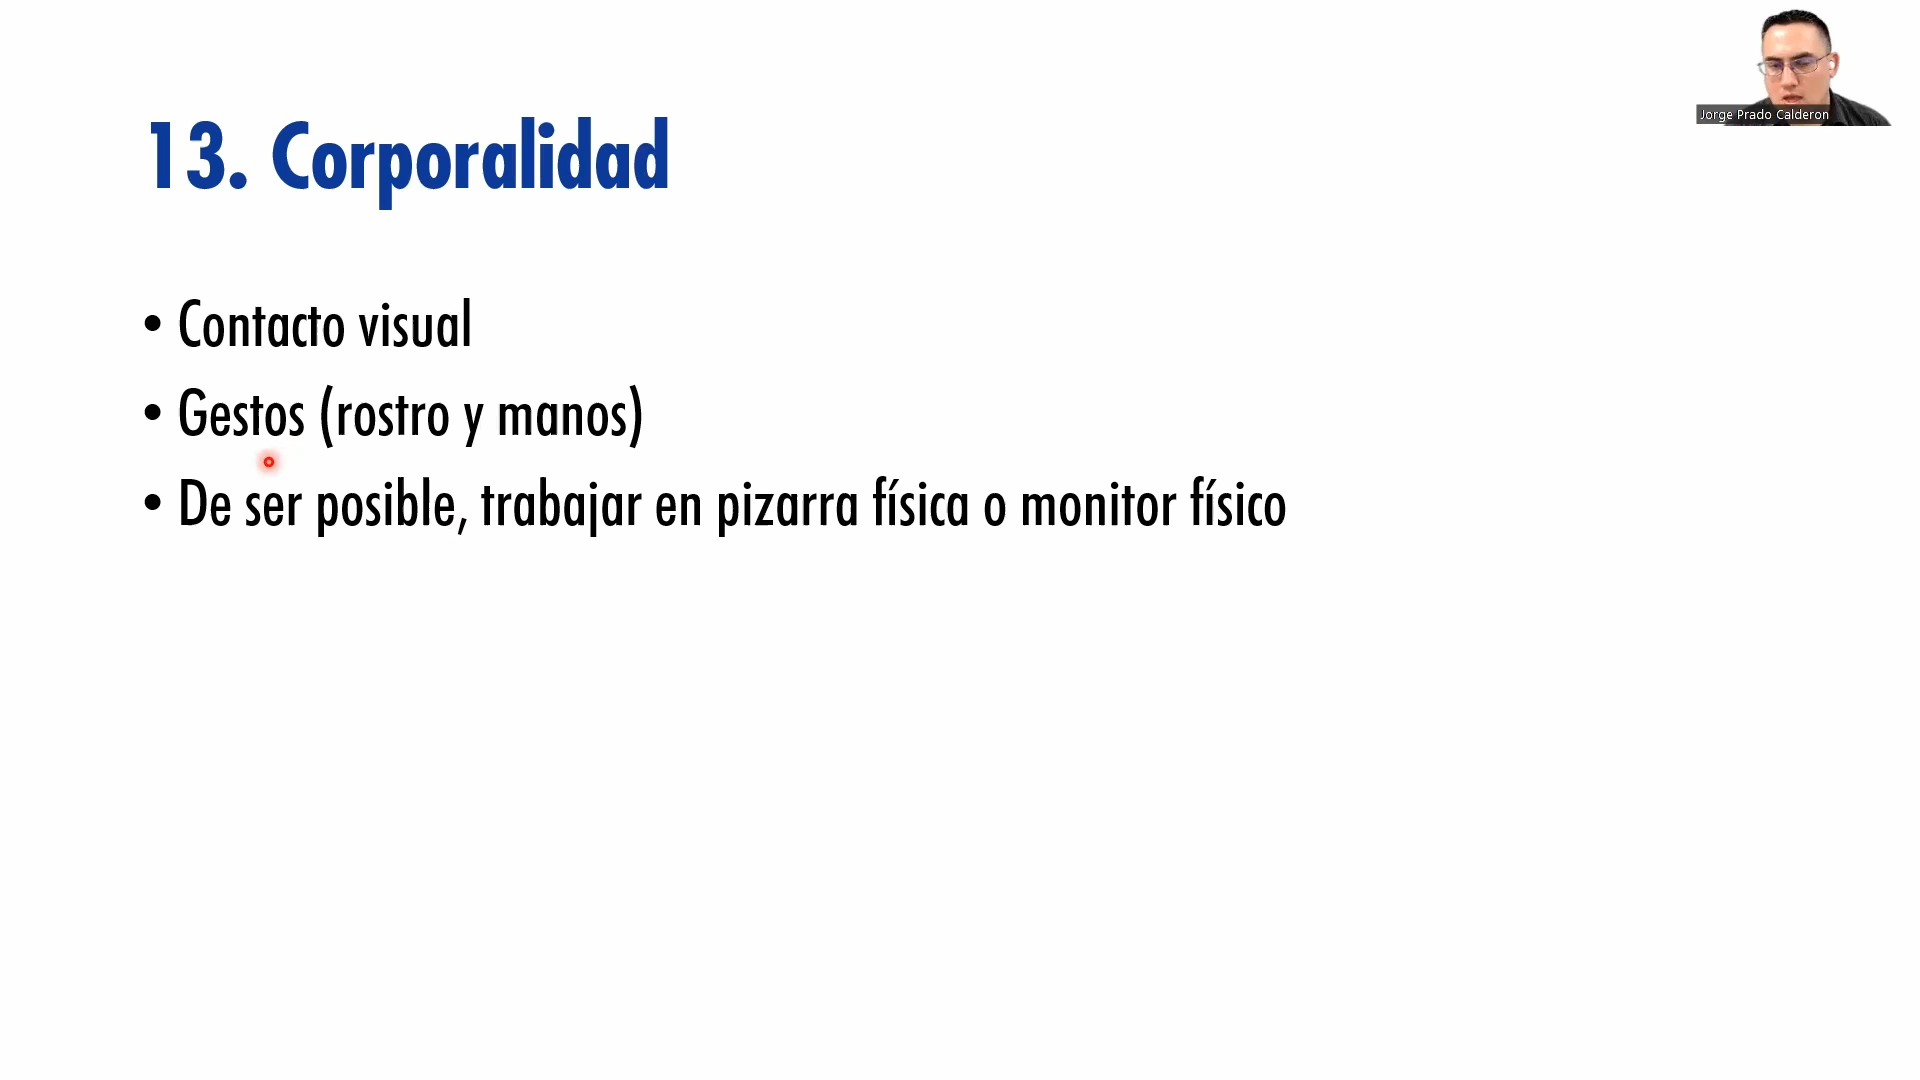 Jorge Prado Calderon
13. Corporalidad
• Contacto visual
• Gestos (rostro y manos)
• De ser posible, trabajar en pizarra física o monitor físico